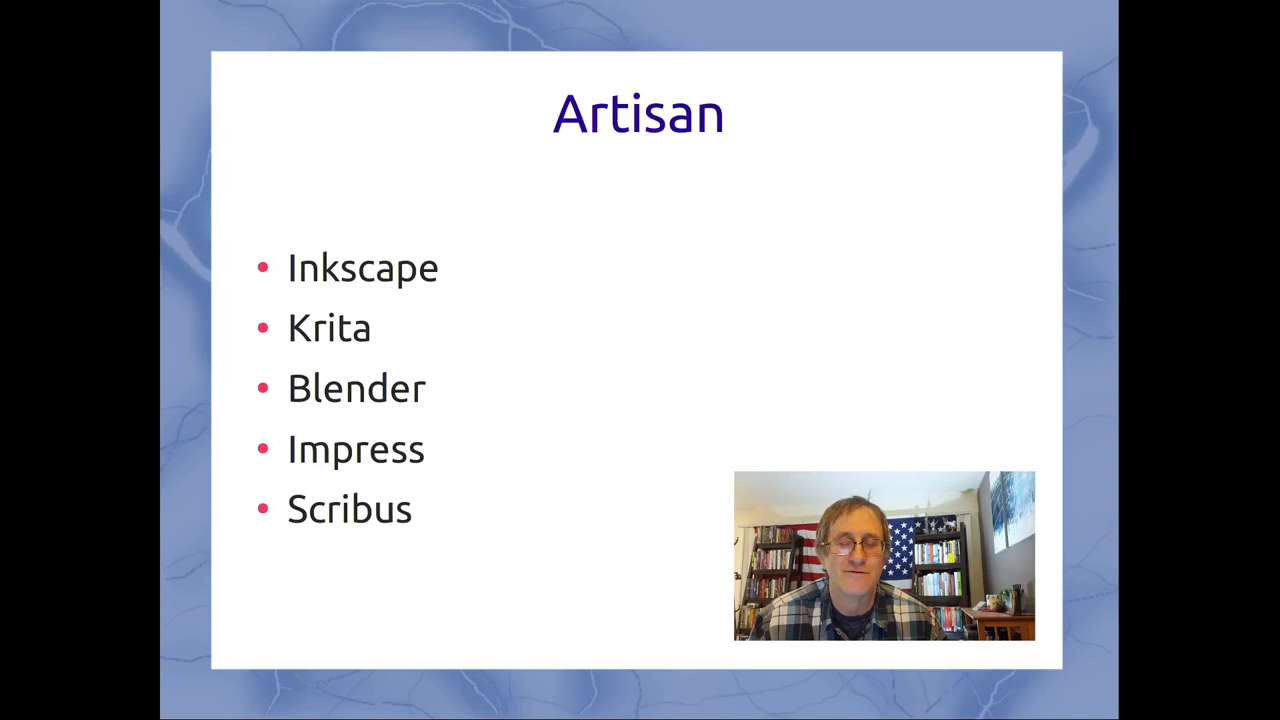 Artisan
Inkscape
Krita
Blender
Impress
Scribus